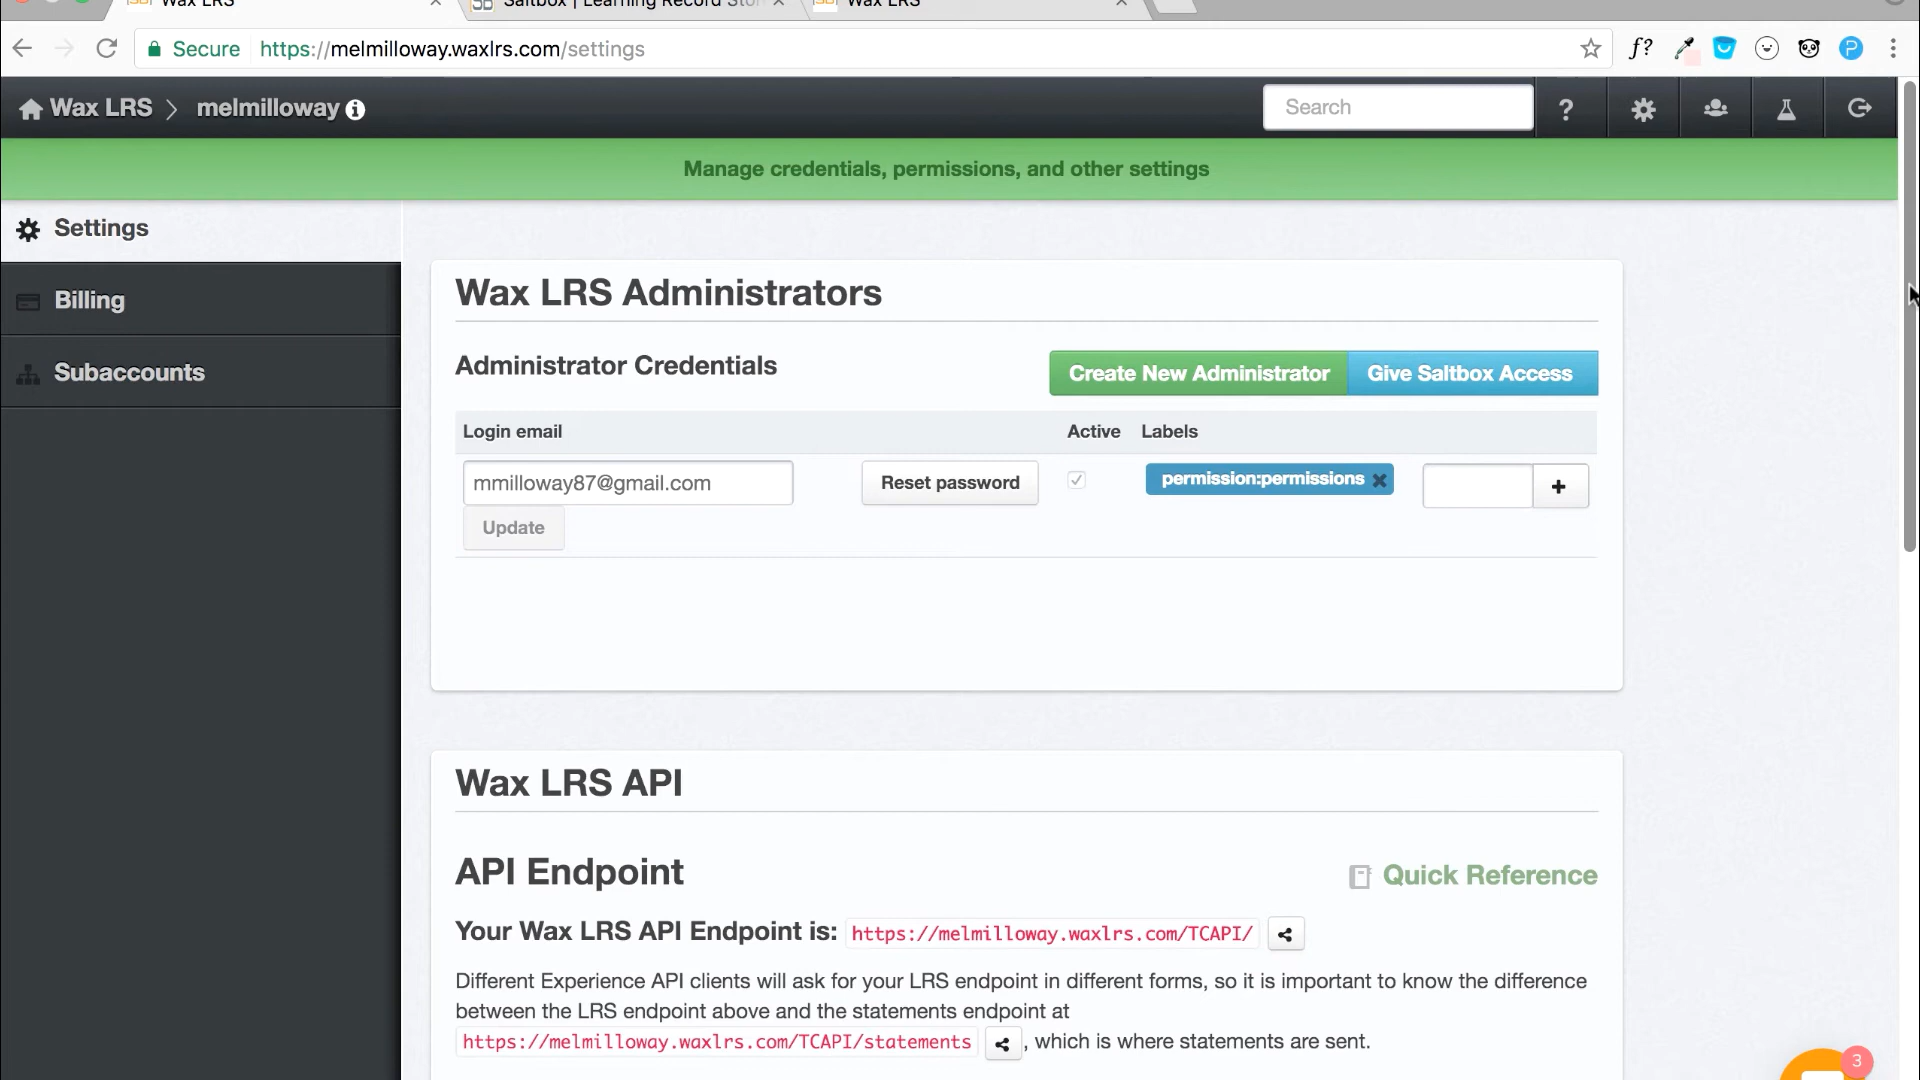 Wax LRS
Saltbox | Learning Record Stor
Wax LRS
Secure https://melmilloway.waxlrs.com/settings
f?
P
Wax LRS melmilloway
Search
?
Manage credentials, permissions, and other settings
Settings
Billing
Subaccounts
Wax LRS Administrators
Administrator Credentials
Create New Administrator
Give Saltbox Access
Login email Active Labels
mmilloway87@gmail.com
Reset password
permission:permissions
+
Update
Wax LRS API
API Endpoint
Quick Reference
Your Wax LRS API Endpoint is: https://melmilloway.waxlrs.com/TCAPI/
Different Experience API clients will ask for your LRS endpoint in different forms, so it is important to know the difference
between the LRS endpoint above and the statements endpoint at
https://melmilloway.waxlrs.com/TCAPI/statements , which is where statements are sent.
3